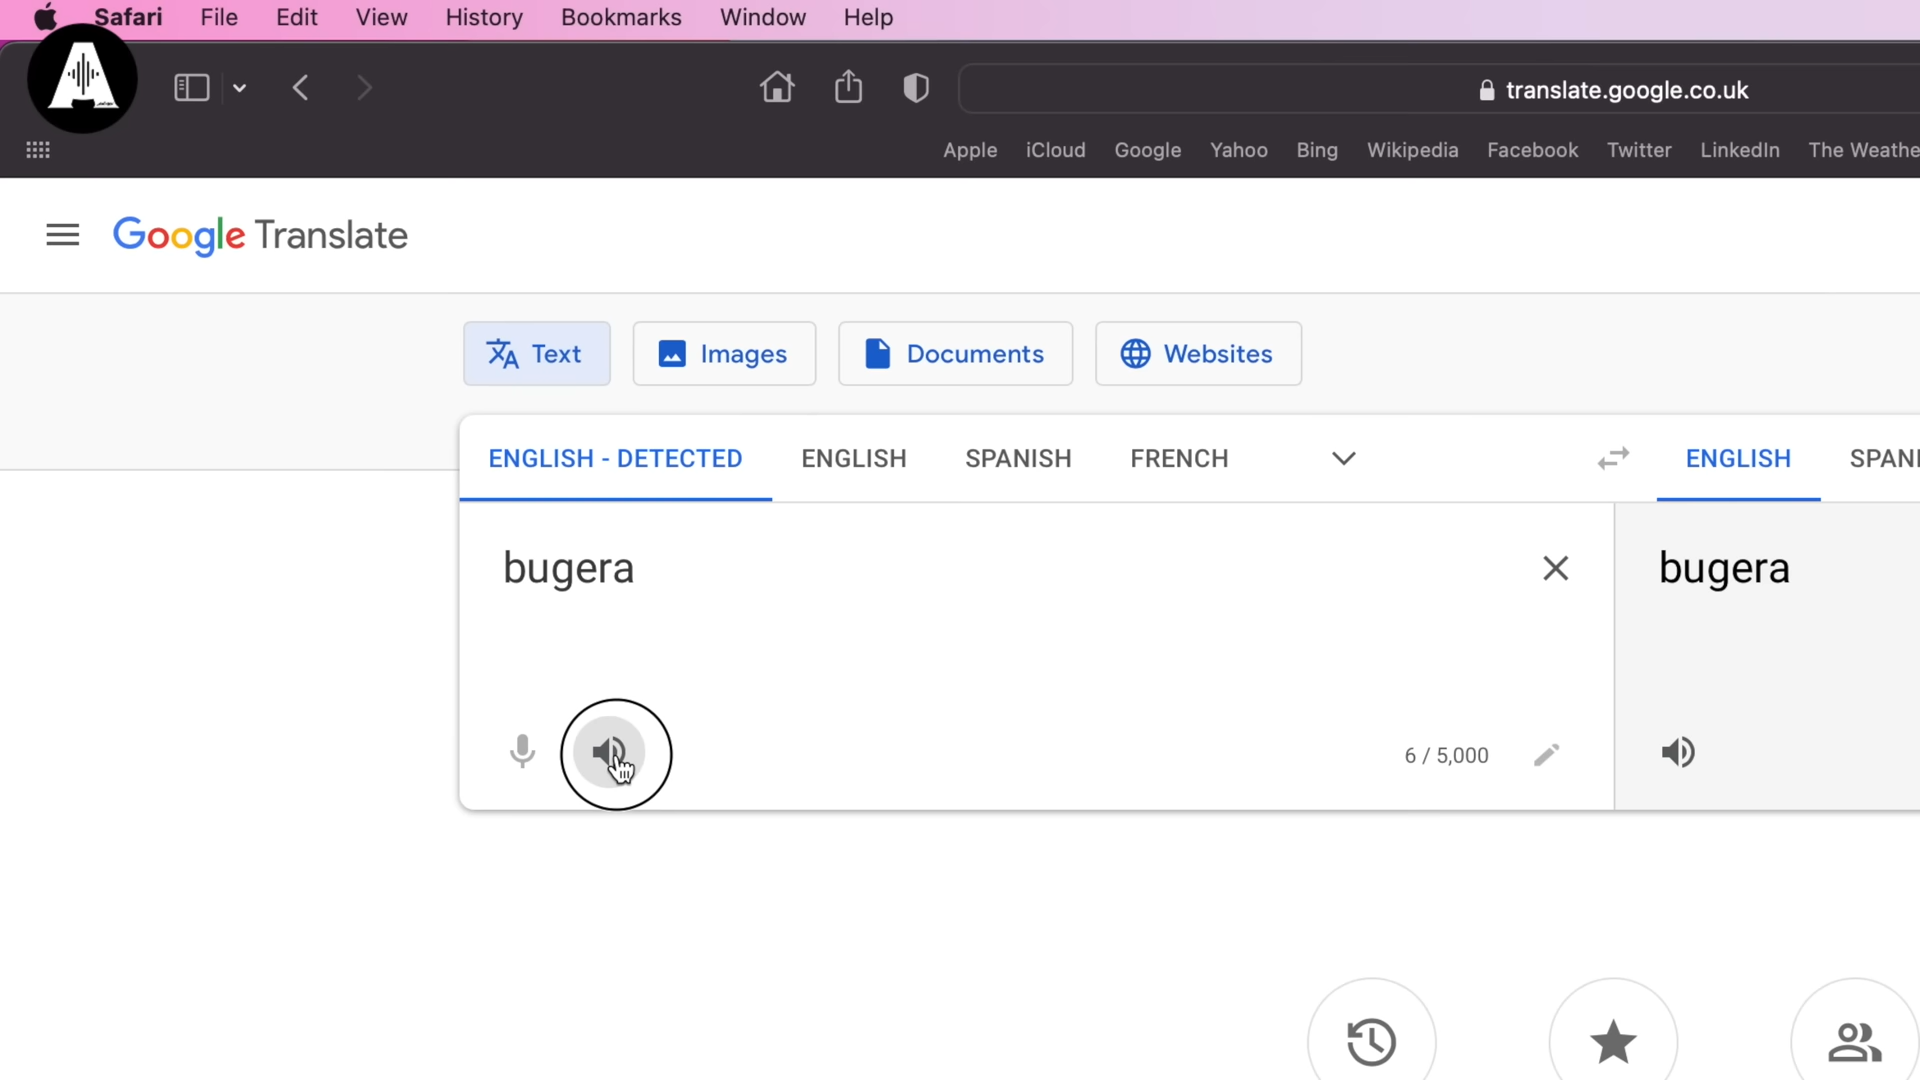 Safari File Edit View History Bookmarks Window Help
A
translate.google.co.uk
Apple iCloud Google Yahoo Bing Wikipedia Facebook Twitter LinkedIn The Weathe
Google Translate
Text Images Documents Websites
ENGLISH - DETECTED ENGLISH SPANISH FRENCH ENGLISH SPANI
bugera bugera
6 / 5,000